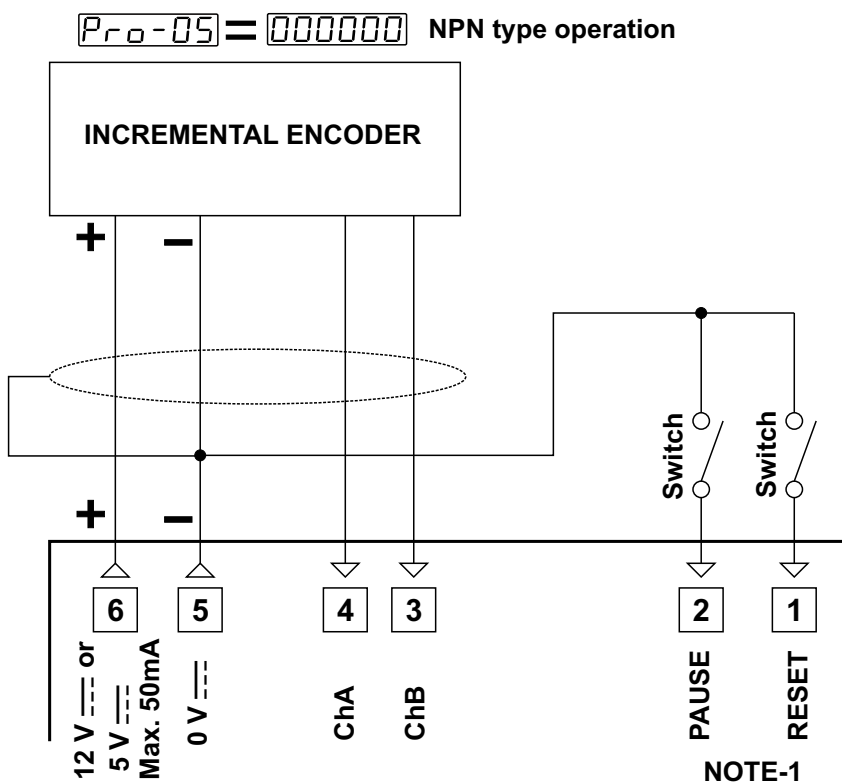 Pro-05 = 000000 NPN type operation
INCREMENTAL ENCODER
+ −
Switch
Switch
+ −
6 5 4 3 2 1
12 V or
5 V
Max. 50mA
0 V
ChA
ChB
PAUSE
RESET
NOTE-1